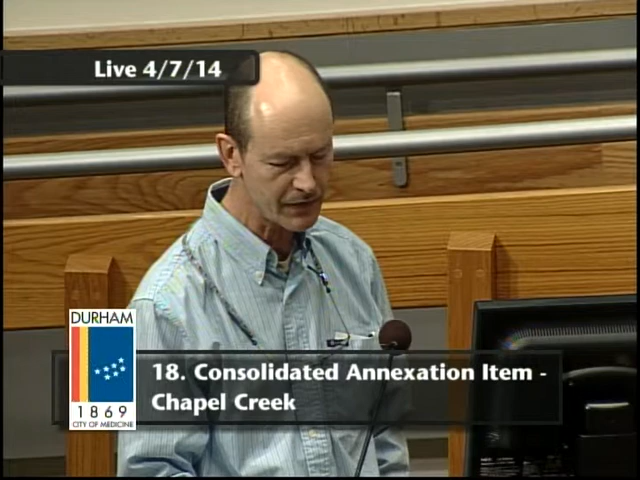 Live 4/7/14
DURHAM
1869
CITY OF MEDICINE
18. Consolidated Annexation Item -
Chapel Creek